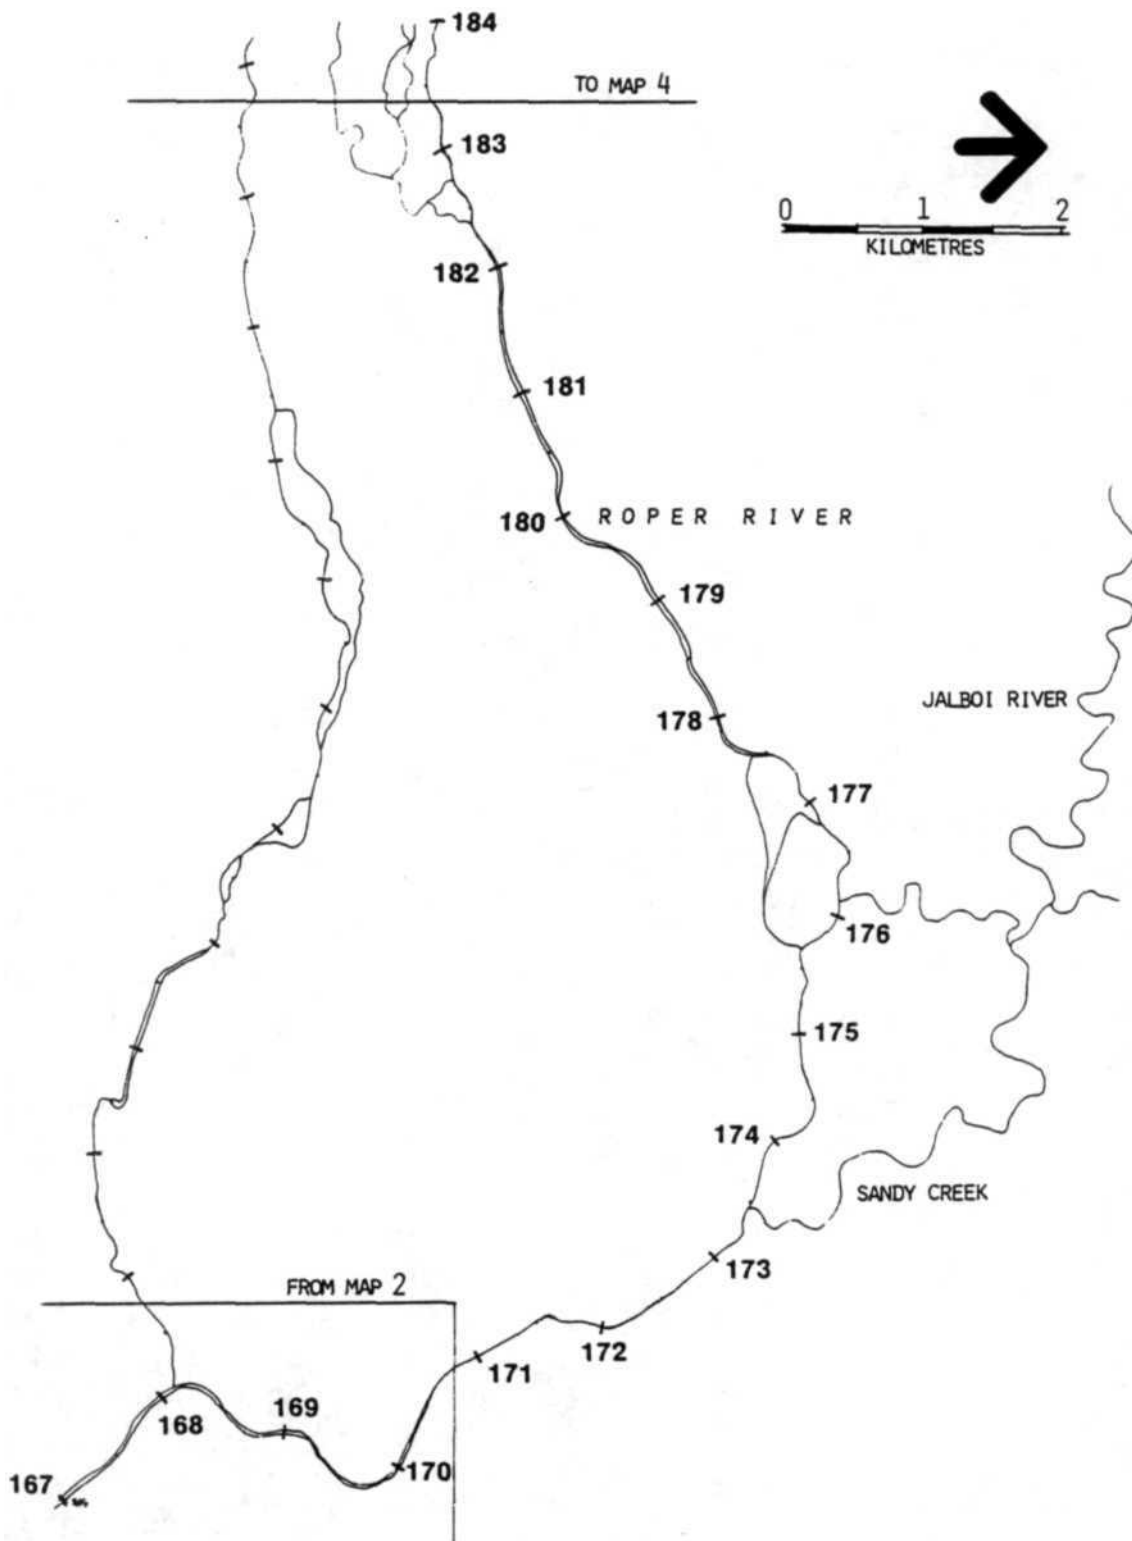 184
TO MAP 4
183
0 1 2
KILOMETRES
182
181
180
ROPER RIVER
179
JALBOI RIVER
178
177
176
175
174
SANDY CREEK
173
FROM MAP 2
172
171
169
168
170
167